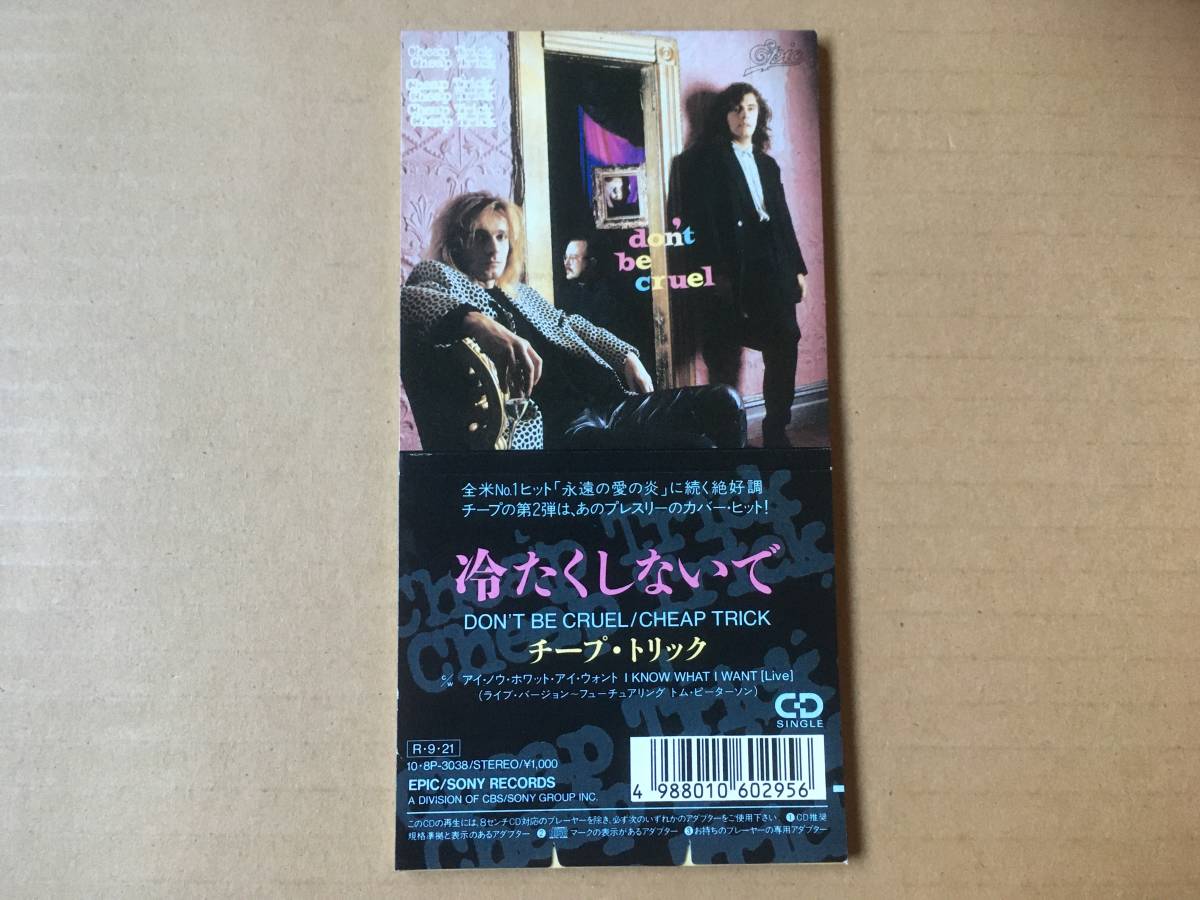 Cheap Trick
Cheap Trick
Cheap Trick
Cheap Trick
Cheap Trick
Cheap Trick
Epic
don't
be
cruel
全米No.1ヒット「永遠の愛の炎」に続く絶好調
チープの第2弾は、あのプレスリーのカバー・ヒット!
冷たくしないで
DON'T BE CRUEL/CHEAP TRICK
チープ・トリック
c/w アイ・ノウ・ホワット・アイ・ウォント I KNOW WHAT I WANT [Live]
(ライブ・バージョン~フューチュアリング トム・ピーターソン)
CD
SINGLE
R・9・21
10・8P-3038/STEREO/¥1,000
EPIC/SONY RECORDS
A DIVISION OF CBS/SONY GROUP INC.
4 988010 602956
このCDの再生には、8センチCD対応のプレーヤーを除き、必ず次のいずれかのアダプターをご使用下さい。 ❶CD推奨
規格準拠と表示のあるアダプター ❷ マークの表示があるアダプター ❸お持ちのプレーヤーの専用アダプター